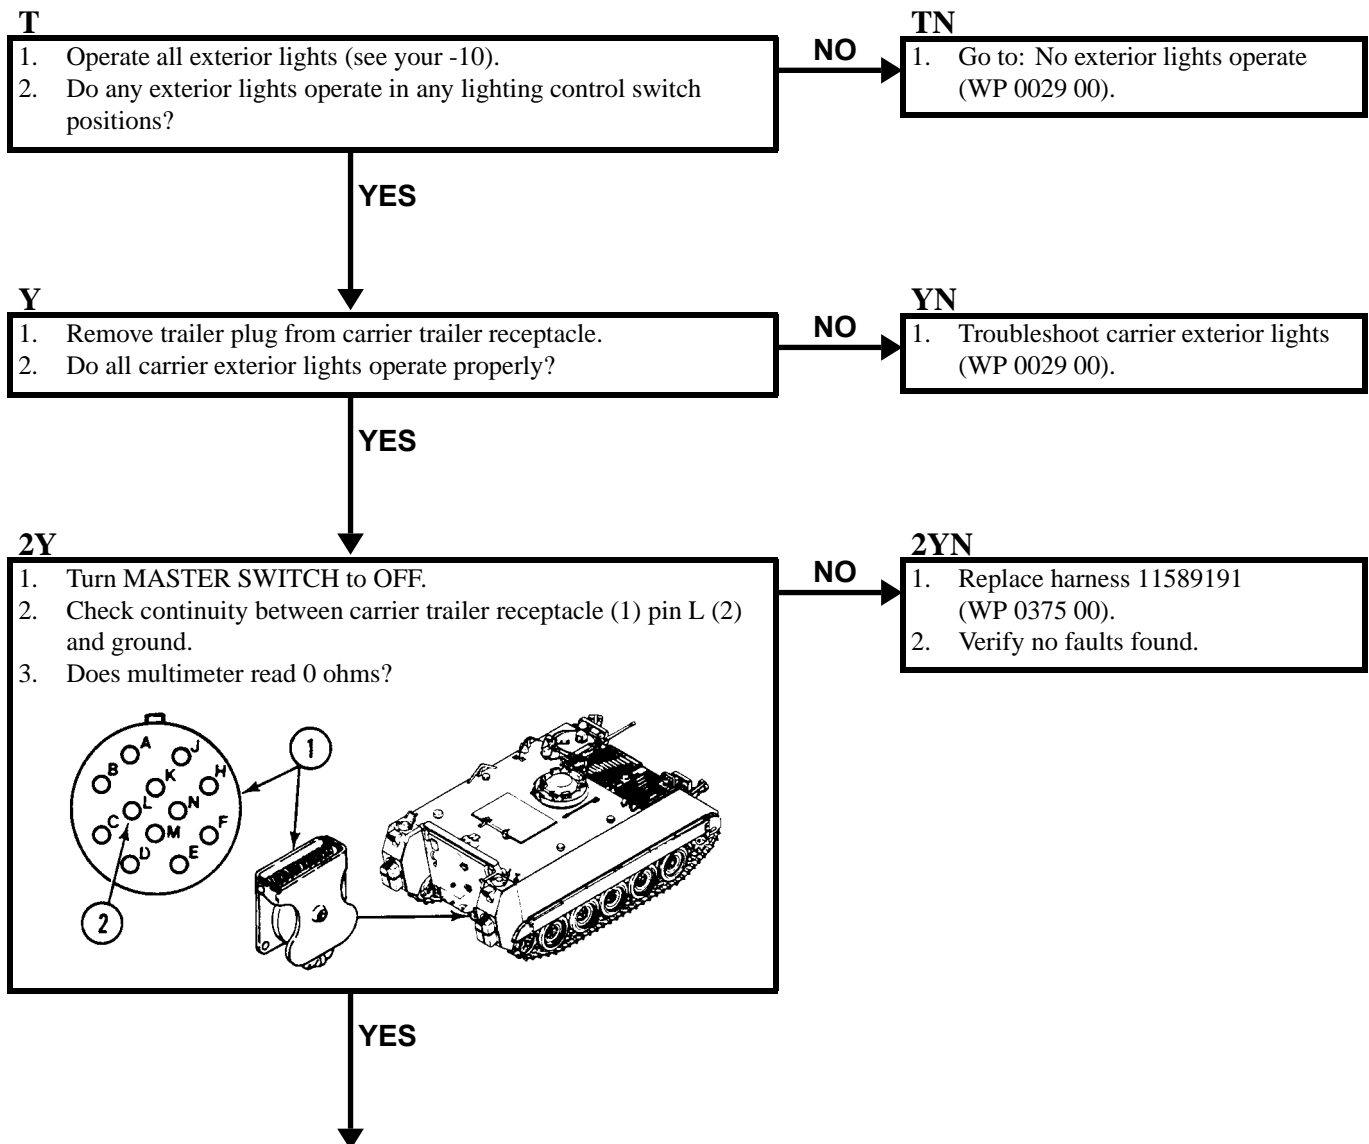 T
1. Operate all exterior lights (see your -10).
2. Do any exterior lights operate in any lighting control switch
positions?
NO
TN
1. Go to: No exterior lights operate
(WP 0029 00).
YES
Y
1. Remove trailer plug from carrier trailer receptacle.
2. Do all carrier exterior lights operate properly?
NO
YN
1. Troubleshoot carrier exterior lights
(WP 0029 00).
YES
2Y
1. Turn MASTER SWITCH to OFF.
2. Check continuity between carrier trailer receptacle (1) pin L (2)
and ground.
3. Does multimeter read 0 ohms?
NO
2YN
1. Replace harness 11589191
(WP 0375 00).
2. Verify no faults found.
A
J
B
K
H
L
N
C
M
F
D
E
1
2
YES